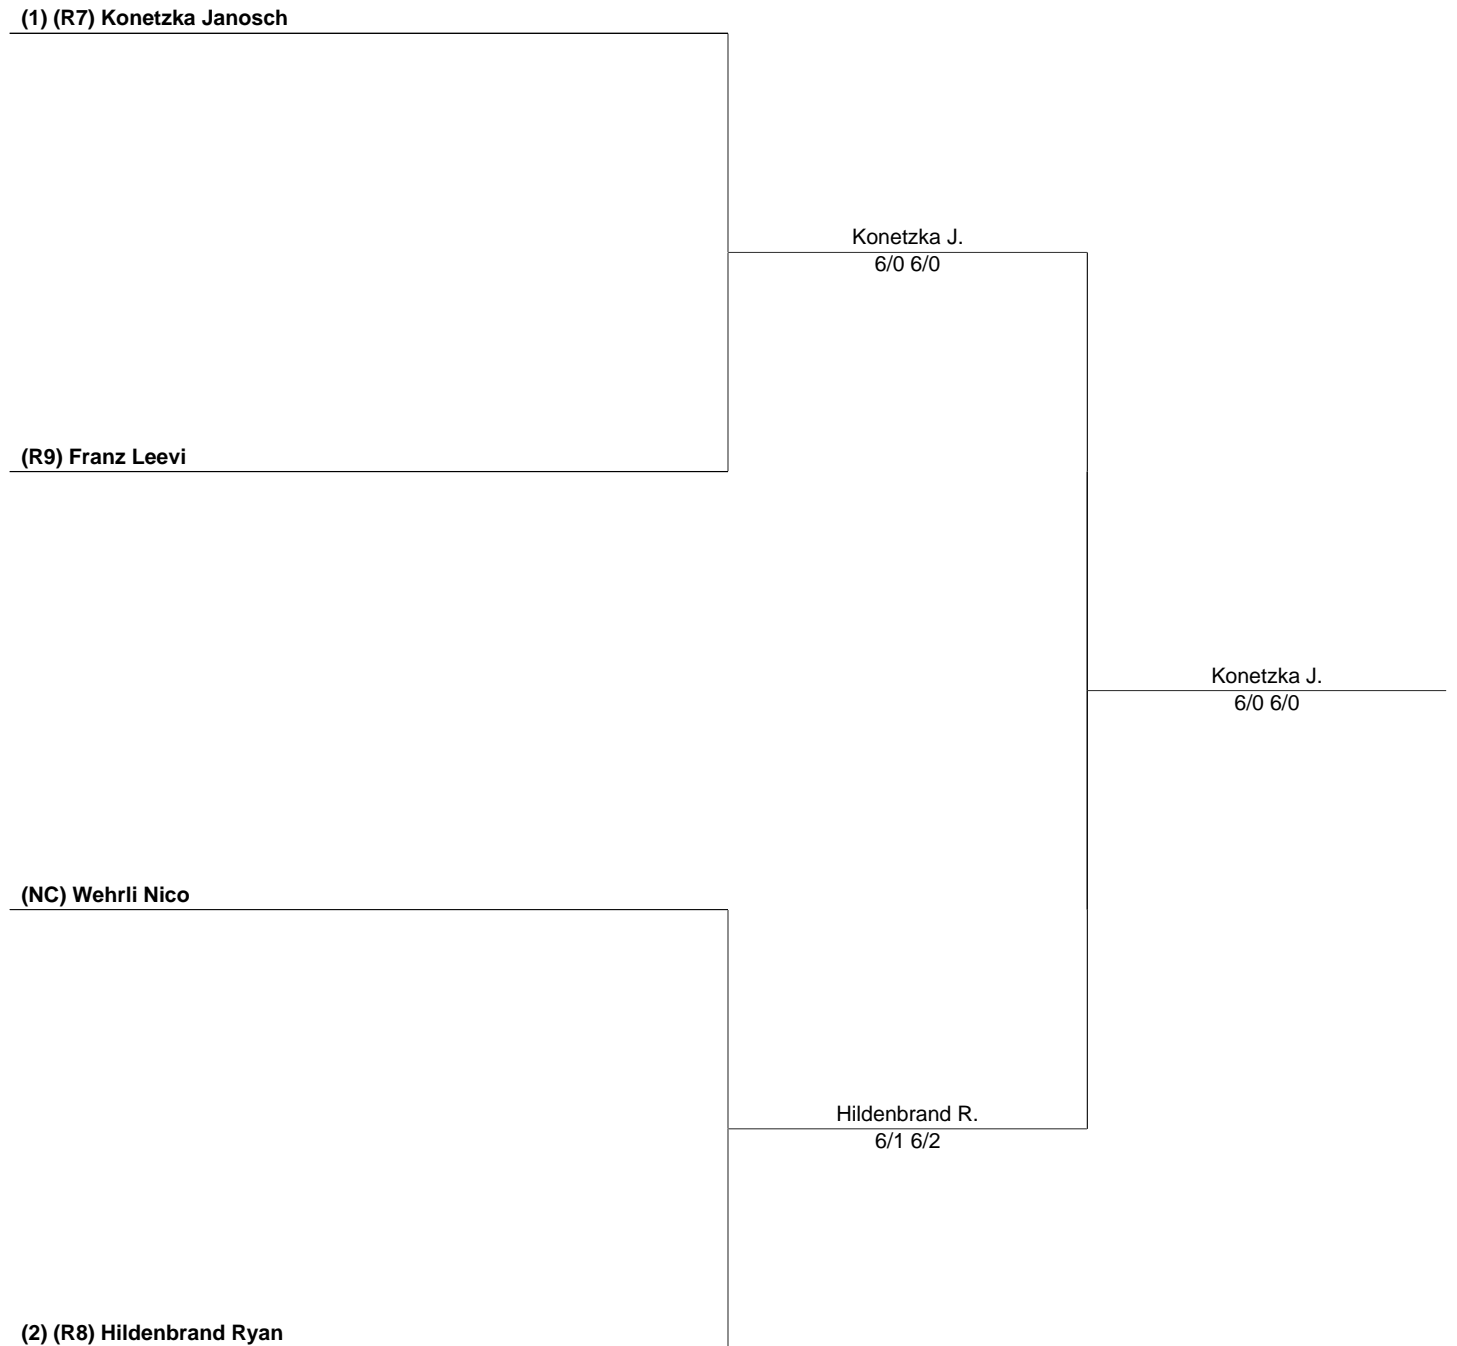 (1) (R7) Konetzka Janosch
Konetzka J.
6/0 6/0
(R9) Franz Leevi
Konetzka J.
6/0 6/0
(NC) Wehrli Nico
Hildenbrand R.
6/1 6/2
(2) (R8) Hildenbrand Ryan